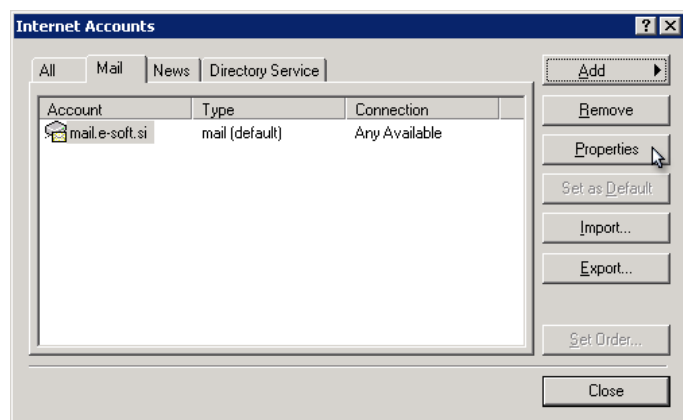 Internet Accounts
All Mail News Directory Service
Add
Account Type Connection
Remove
mail.e-soft.si mail (default) Any Available
Properties
Set as Default
Import...
Export...
Set Order...
Close